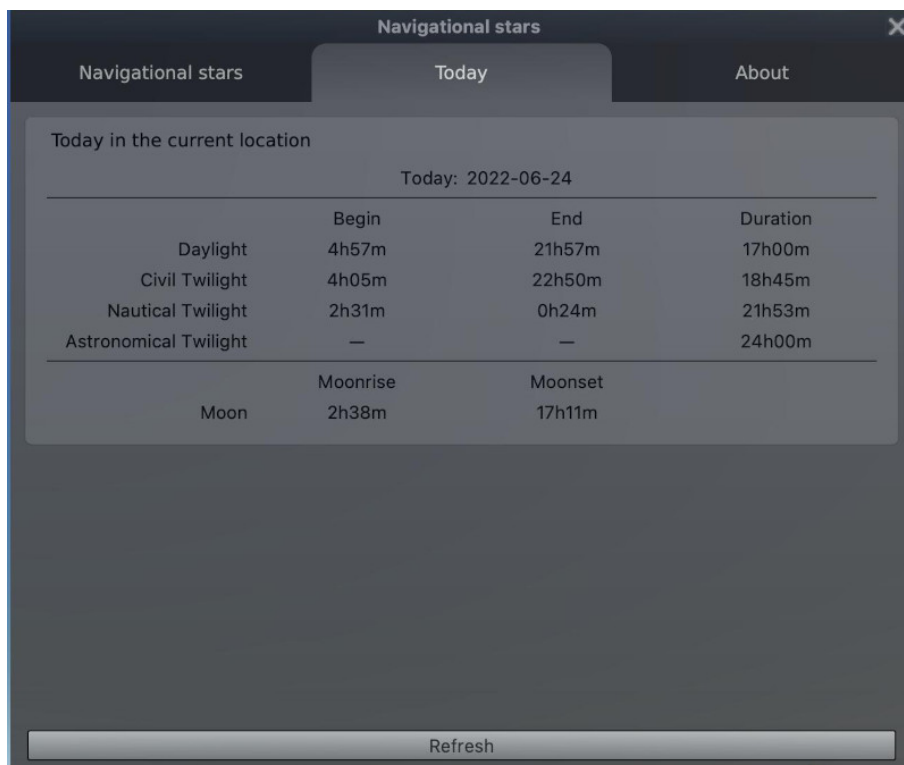 Navigational stars
Navigational stars Today About
Today in the current location
Today: 2022-06-24
Begin End Duration
Daylight 4h57m 21h57m 17h00m
Civil Twilight 4h05m 22h50m 18h45m
Nautical Twilight 2h31m 0h24m 21h53m
Astronomical Twilight — — 24h00m
Moonrise Moonset
Moon 2h38m 17h11m
Refresh